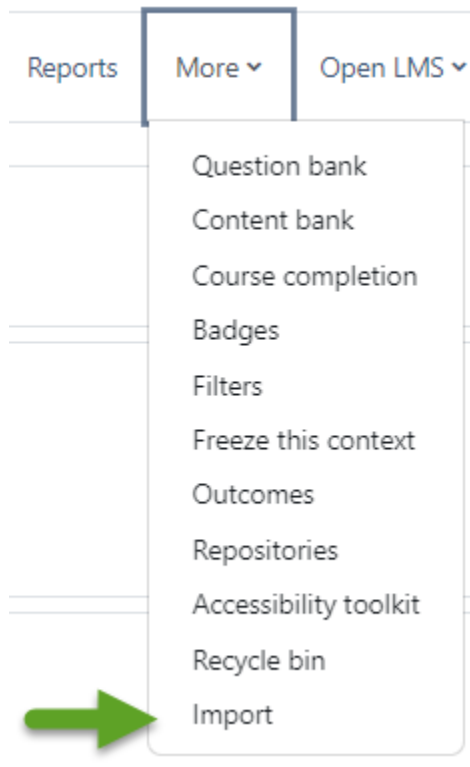 Reports More Open LMS
Question bank
Content bank
Course completion
Badges
Filters
Freeze this context
Outcomes
Repositories
Accessibility toolkit
Recycle bin
Import